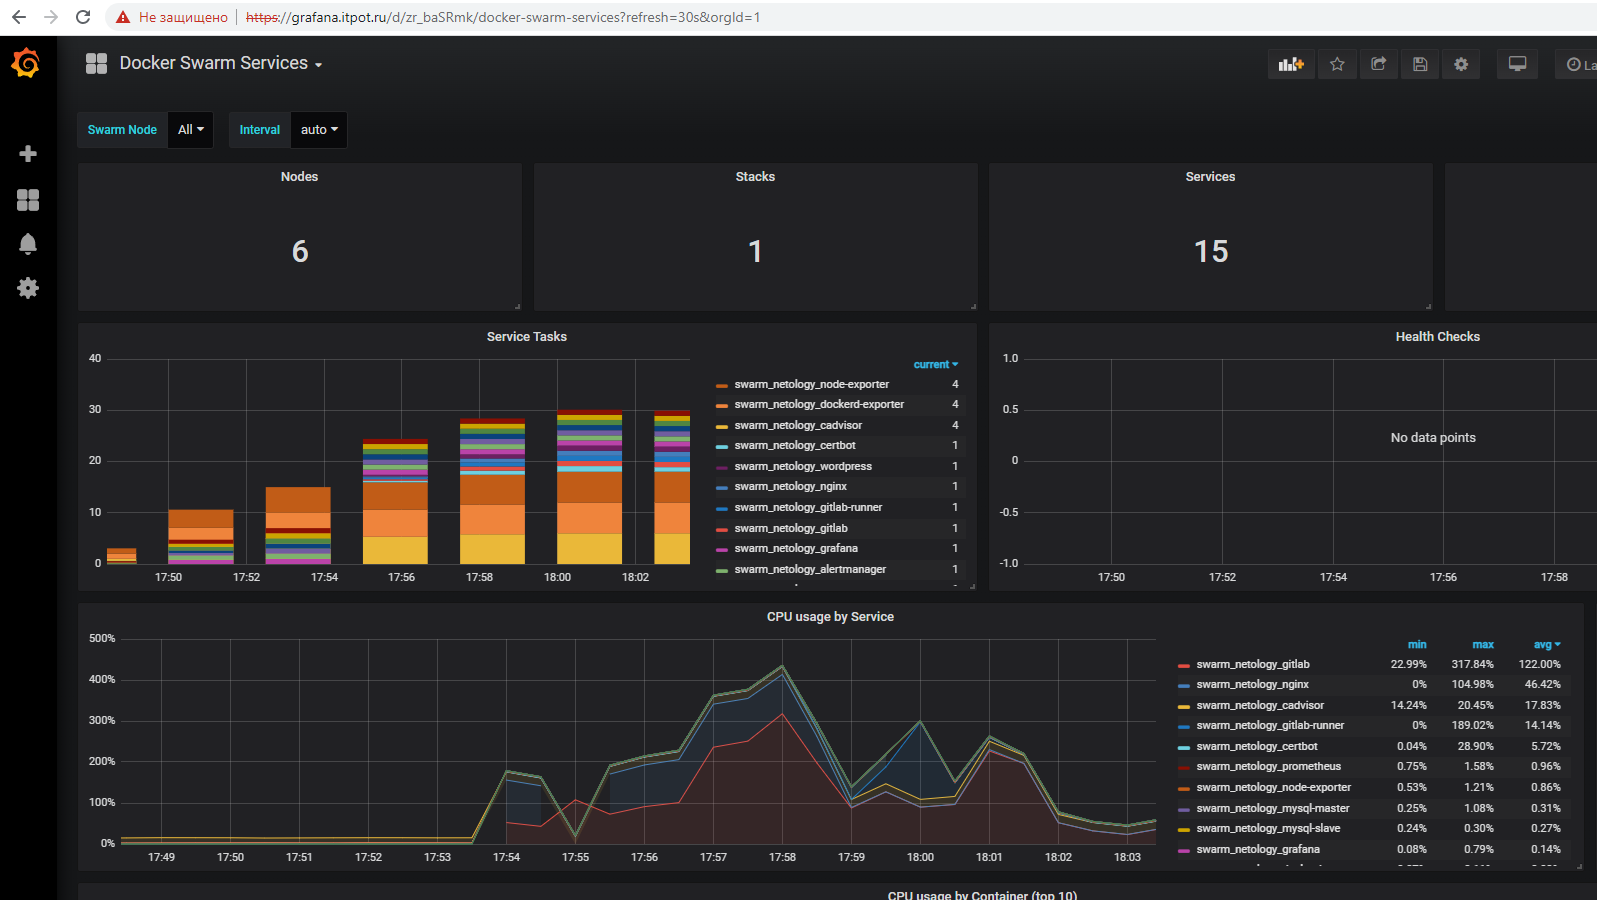 Не защищено https://grafana.itpot.ru/d/zr_baSRmk/docker-swarm-services?refresh=30s&orgId=1
Docker Swarm Services
Swarm Node All Interval auto
Nodes
6
Stacks
1
Services
15
Service Tasks
40
30
20
10
0
17:50 17:52 17:54 17:56 17:58 18:00 18:02
current
swarm_netology_node-exporter 4
swarm_netology_dockerd-exporter 4
swarm_netology_cadvisor 4
swarm_netology_certbot 1
swarm_netology_wordpress 1
swarm_netology_nginx 1
swarm_netology_gitlab-runner 1
swarm_netology_gitlab 1
swarm_netology_grafana 1
swarm_netology_alertmanager 1
Health Checks
1.0
0.5
0
-0.5
-1.0
No data points
17:50 17:52 17:54 17:56 17:58
CPU usage by Service
500%
400%
300%
200%
100%
0%
17:49 17:50 17:51 17:52 17:53 17:54 17:55 17:56 17:57 17:58 17:59 18:00 18:01 18:02 18:03
min max avg
swarm_netology_gitlab 22.99% 317.84% 122.00%
swarm_netology_nginx 0% 104.98% 46.42%
swarm_netology_cadvisor 14.24% 20.45% 17.83%
swarm_netology_gitlab-runner 0% 189.02% 14.14%
swarm_netology_certbot 0.04% 28.90% 5.72%
swarm_netology_prometheus 0.75% 1.58% 0.96%
swarm_netology_node-exporter 0.53% 1.21% 0.86%
swarm_netology_mysql-master 0.25% 1.08% 0.31%
swarm_netology_mysql-slave 0.24% 0.30% 0.27%
swarm_netology_grafana 0.08% 0.79% 0.14%
CPU usage by Container (top 10)